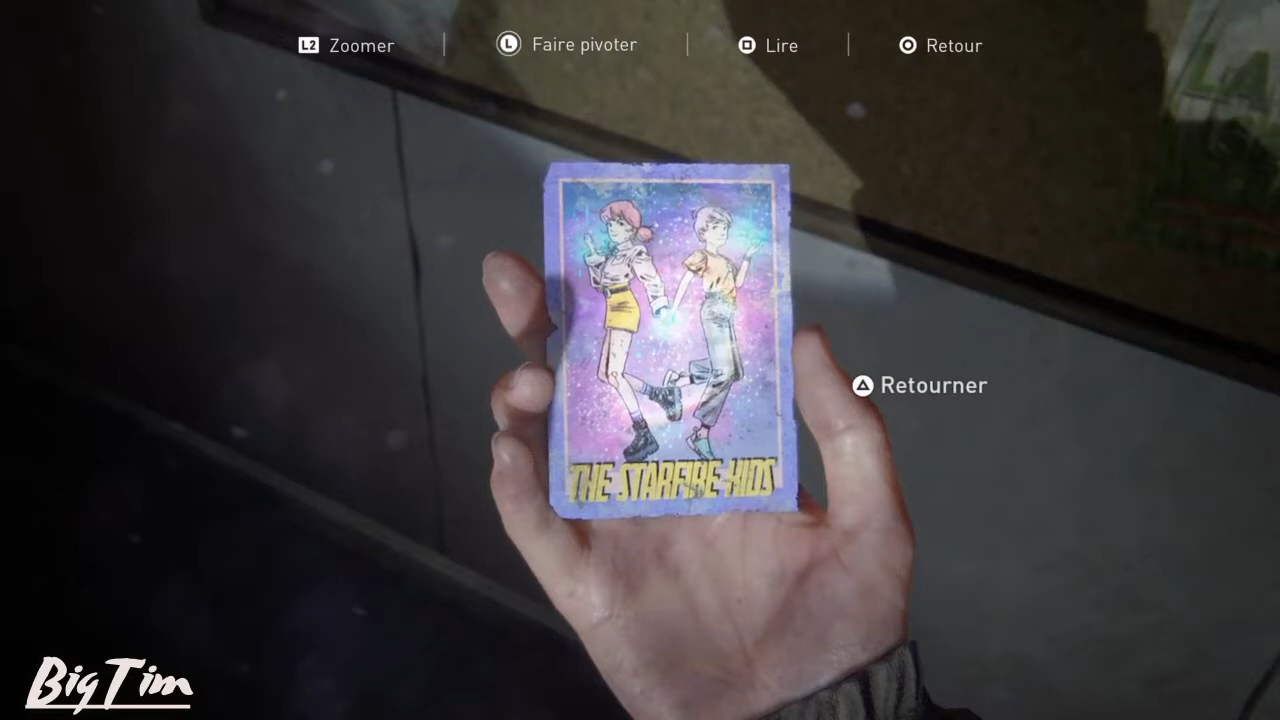 L2 Zoomer
L Faire pivoter
Lire
Retour
Retourner
THE STARFIRE KIDS
BigTim